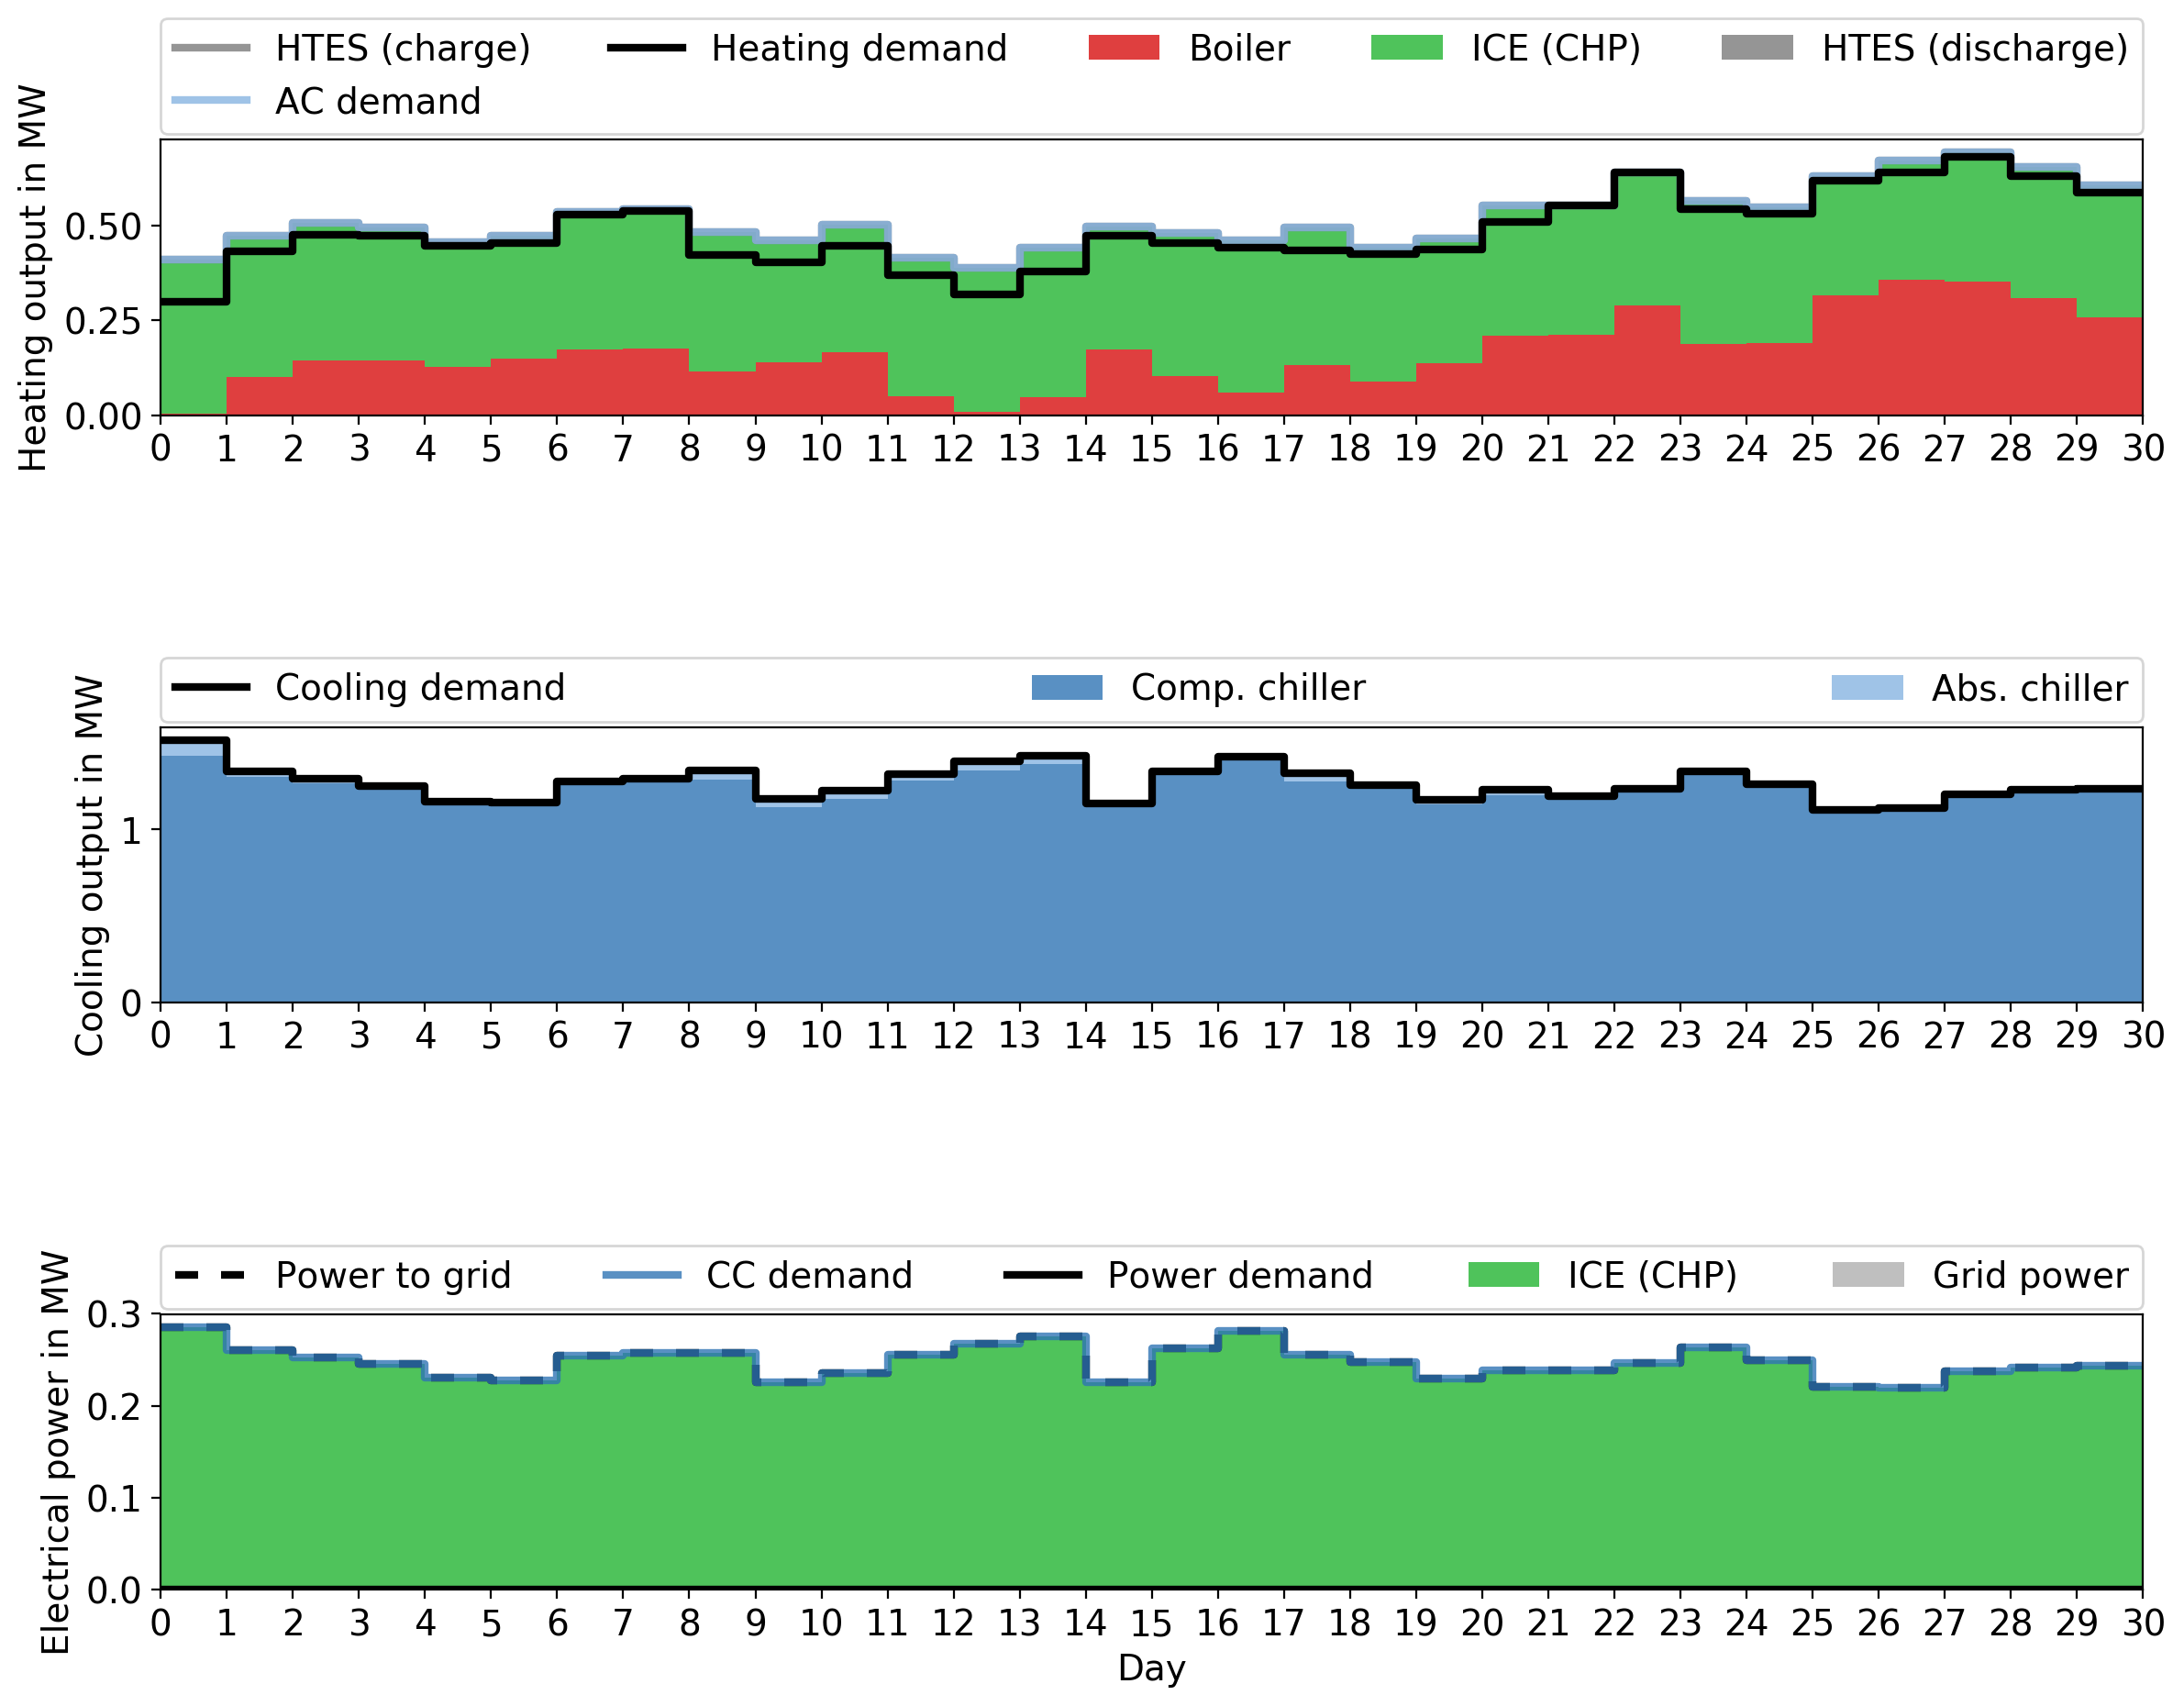 HTES (charge) Heating demand Boiler ICE (CHP) HTES (discharge)
AC demand
Heating output in MW
0.50
0.25
0.00
0 1 2 3 4 5 6 7 8 9 10 11 12 13 14 15 16 17 18 19 20 21 22 23 24 25 26 27 28 29 30
Cooling demand Comp. chiller Abs. chiller
Cooling output in MW
1
0
0 1 2 3 4 5 6 7 8 9 10 11 12 13 14 15 16 17 18 19 20 21 22 23 24 25 26 27 28 29 30
Power to grid CC demand Power demand ICE (CHP) Grid power
Electrical power in MW
0.3
0.2
0.1
0.0
0 1 2 3 4 5 6 7 8 9 10 11 12 13 14 15 16 17 18 19 20 21 22 23 24 25 26 27 28 29 30
Day